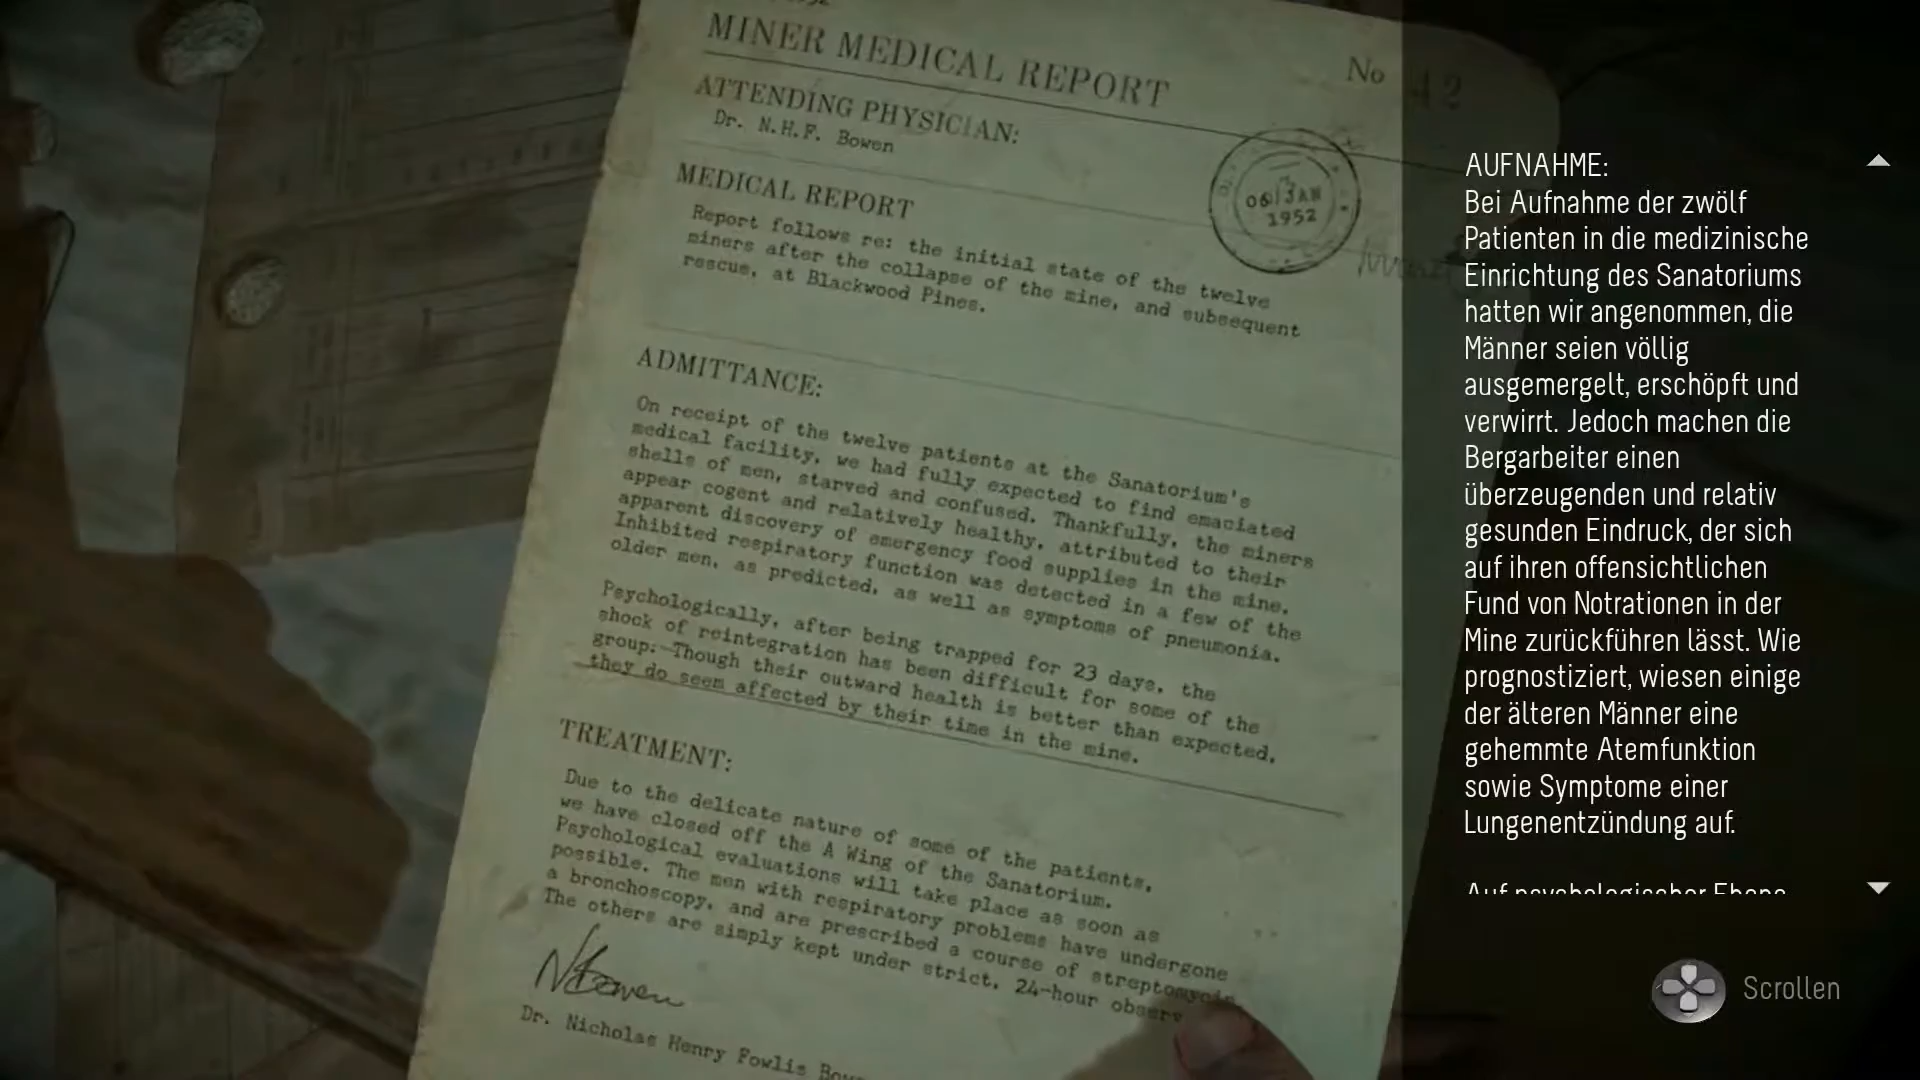 MINER MEDICAL REPORT
No 42
ATTENDING PHYSICIAN:
Dr. N.H.F. Bowen
06 JAN
1952
MEDICAL REPORT
Report follows re: the initial state of the twelve
miners after the collapse of the mine, and subsequent
rescue, at Blackwood Pines.
ADMITTANCE:
On receipt of the twelve patients at the Sanatorium's
medical facility, we had fully expected to find emaciated
shells of men, starved and confused. Thankfully, the miners
appear cogent and relatively healthy, attributed to their
apparent discovery of emergency food supplies in the mine.
Inhibited respiratory function was detected in a few of the
older men, as predicted, as well as symptoms of pneumonia.
Psychologically, after being trapped for 23 days, the
shock of reintegration has been difficult for some of the
group. Though their outward health is better than expected,
they do seem affected by their time in the mine.
TREATMENT:
Due to the delicate nature of some of the patients,
we have closed off the A Wing of the Sanatorium.
Psychological evaluations will take place as soon as
possible. The men with respiratory problems have undergone
a bronchoscopy, and are prescribed a course of streptomycin
The others are simply kept under strict, 24-hour observ
NBowen
Dr. Nicholas Henry Fowlis Bow
AUFNAHME:
Bei Aufnahme der zwölf
Patienten in die medizinische
Einrichtung des Sanatoriums
hatten wir angenommen, die
Männer seien völlig
ausgemergelt, erschöpft und
verwirrt. Jedoch machen die
Bergarbeiter einen
überzeugenden und relativ
gesunden Eindruck, der sich
auf ihren offensichtlichen
Fund von Notrationen in der
Mine zurückführen lässt. Wie
prognostiziert, wiesen einige
der älteren Männer eine
gehemmte Atemfunktion
sowie Symptome einer
Lungenentzündung auf.
Auf psychologischer Ebene
Scrollen